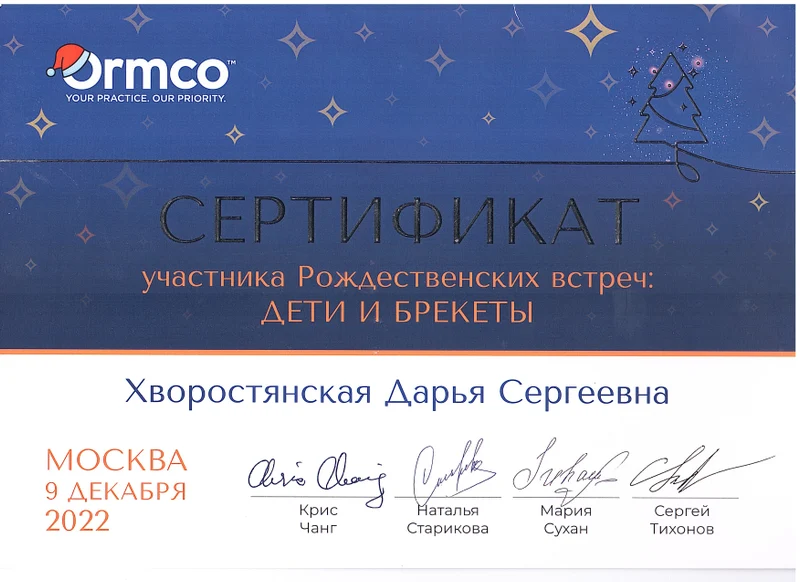 Ormco™
YOUR PRACTICE. OUR PRIORITY.
СЕРТИФИКАТ
участника Рождественских встреч:
ДЕТИ И БРЕКЕТЫ
Хворостянская Дарья Сергеевна
МОСКВА
9 ДЕКАБРЯ
2022
Крис
Чанг
Наталья
Старикова
Мария
Сухан
Сергей
Тихонов